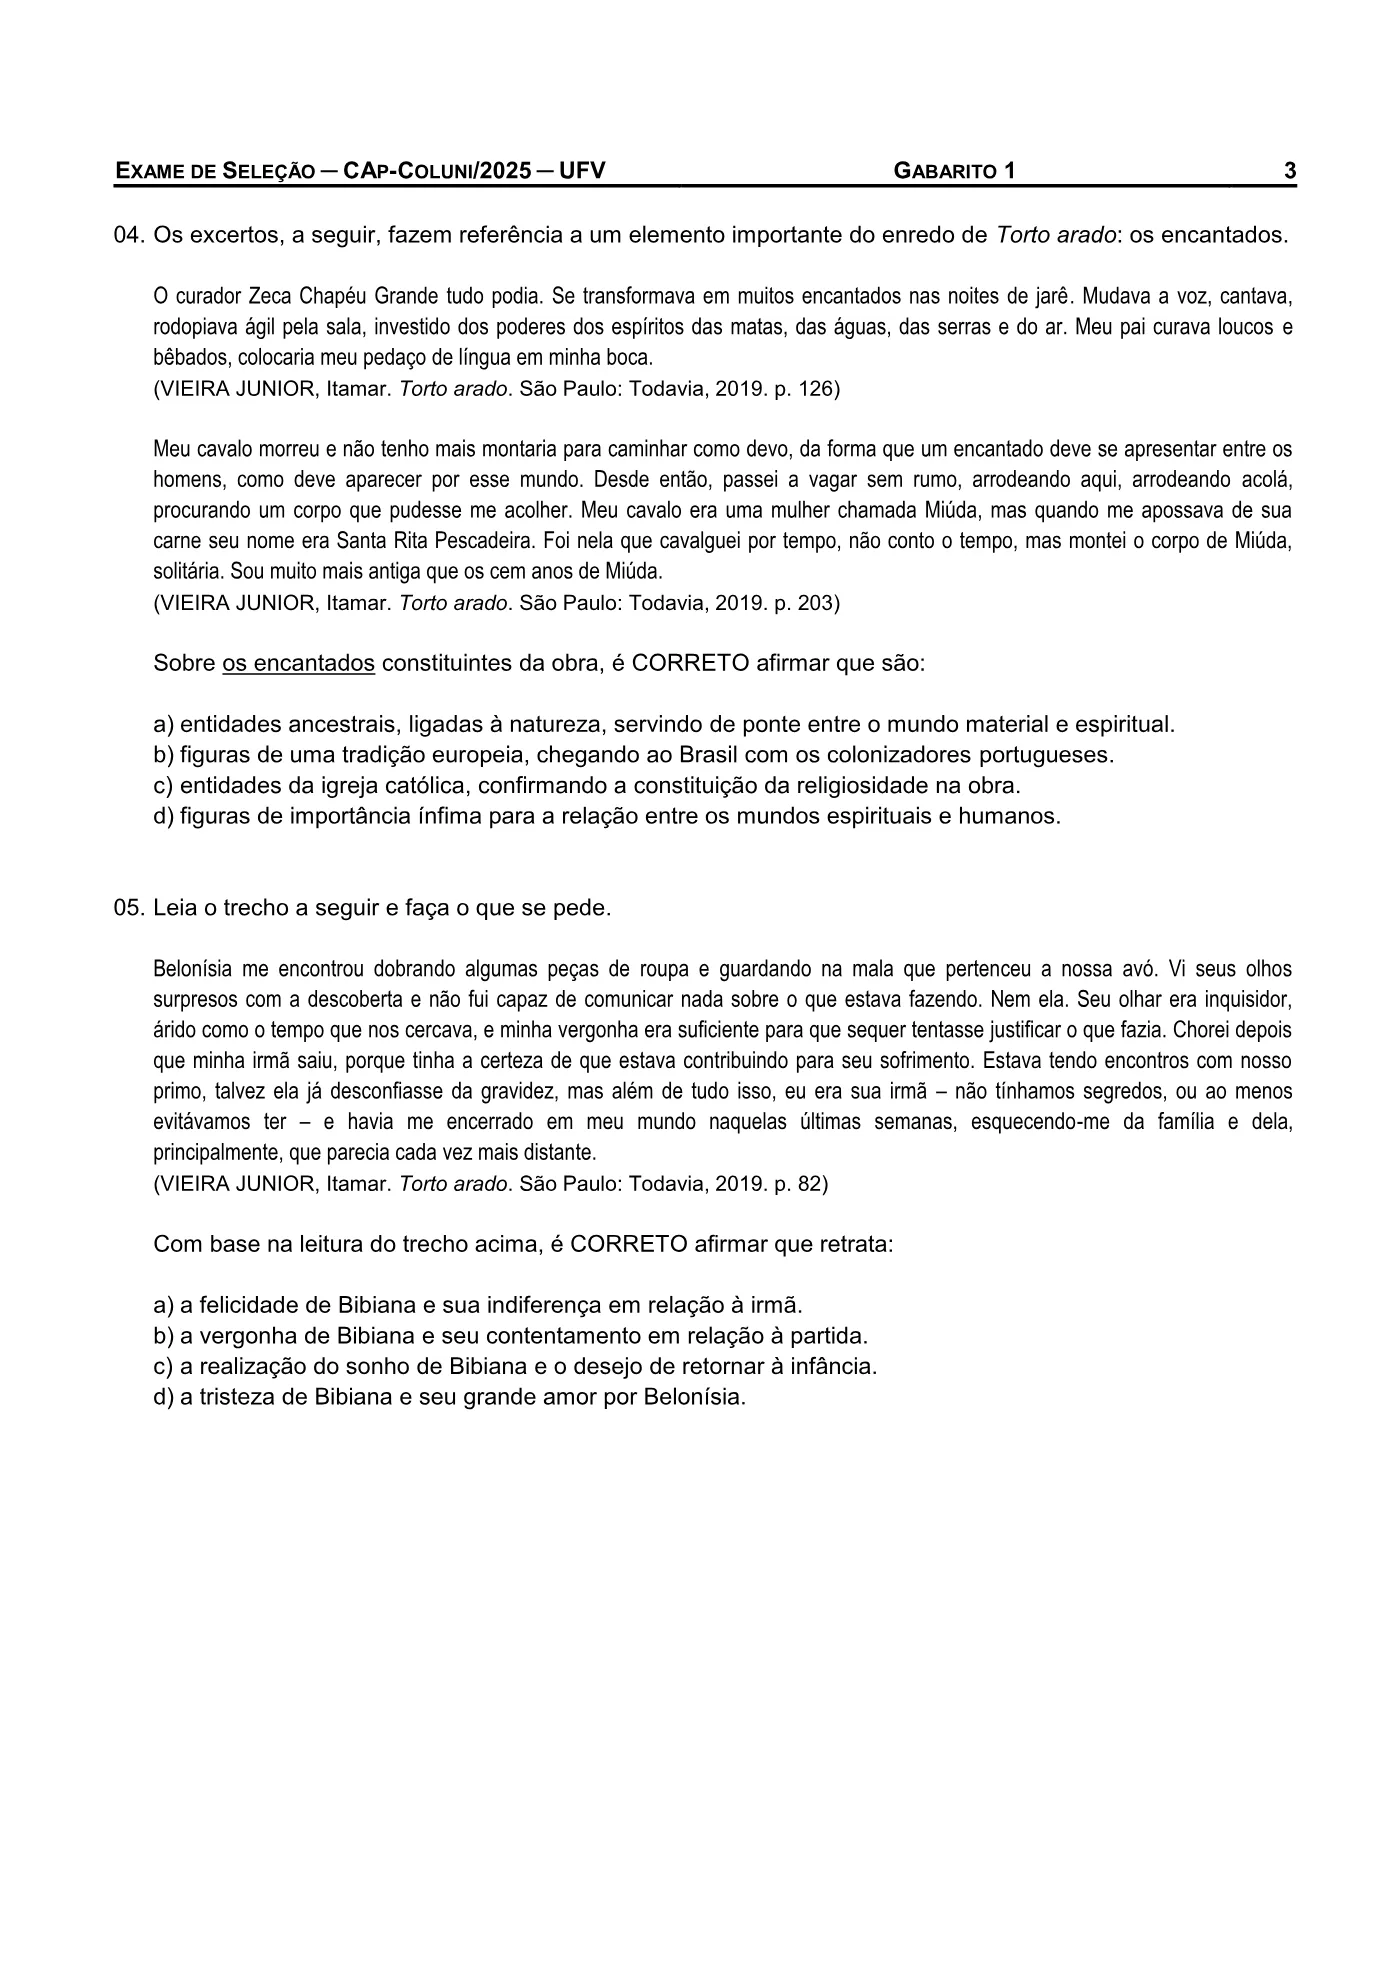 EXAME DE SELEÇÃO — CAP-COLUNI/2025 — UFV GABARITO 1 3
04. Os excertos, a seguir, fazem referência a um elemento importante do enredo de Torto arado: os encantados.
O curador Zeca Chapéu Grande tudo podia. Se transformava em muitos encantados nas noites de jarê. Mudava a voz, cantava,
rodopiava ágil pela sala, investido dos poderes dos espíritos das matas, das águas, das serras e do ar. Meu pai curava loucos e
bêbados, colocaria meu pedaço de língua em minha boca.
(VIEIRA JUNIOR, Itamar. Torto arado. São Paulo: Todavia, 2019. p. 126)
Meu cavalo morreu e não tenho mais montaria para caminhar como devo, da forma que um encantado deve se apresentar entre os
homens, como deve aparecer por esse mundo. Desde então, passei a vagar sem rumo, arrodeando aqui, arrodeando acolá,
procurando um corpo que pudesse me acolher. Meu cavalo era uma mulher chamada Miúda, mas quando me apossava de sua
carne seu nome era Santa Rita Pescadeira. Foi nela que cavalguei por tempo, não conto o tempo, mas montei o corpo de Miúda,
solitária. Sou muito mais antiga que os cem anos de Miúda.
(VIEIRA JUNIOR, Itamar. Torto arado. São Paulo: Todavia, 2019. p. 203)
Sobre os encantados constituintes da obra, é CORRETO afirmar que são:
a) entidades ancestrais, ligadas à natureza, servindo de ponte entre o mundo material e espiritual.
b) figuras de uma tradição europeia, chegando ao Brasil com os colonizadores portugueses.
c) entidades da igreja católica, confirmando a constituição da religiosidade na obra.
d) figuras de importância ínfima para a relação entre os mundos espirituais e humanos.
05. Leia o trecho a seguir e faça o que se pede.
Belonísia me encontrou dobrando algumas peças de roupa e guardando na mala que pertenceu a nossa avó. Vi seus olhos
surpresos com a descoberta e não fui capaz de comunicar nada sobre o que estava fazendo. Nem ela. Seu olhar era inquisidor,
árido como o tempo que nos cercava, e minha vergonha era suficiente para que sequer tentasse justificar o que fazia. Chorei depois
que minha irmã saiu, porque tinha a certeza de que estava contribuindo para seu sofrimento. Estava tendo encontros com nosso
primo, talvez ela já desconfiasse da gravidez, mas além de tudo isso, eu era sua irmã – não tínhamos segredos, ou ao menos
evitávamos ter – e havia me encerrado em meu mundo naquelas últimas semanas, esquecendo-me da família e dela,
principalmente, que parecia cada vez mais distante.
(VIEIRA JUNIOR, Itamar. Torto arado. São Paulo: Todavia, 2019. p. 82)
Com base na leitura do trecho acima, é CORRETO afirmar que retrata:
a) a felicidade de Bibiana e sua indiferença em relação à irmã.
b) a vergonha de Bibiana e seu contentamento em relação à partida.
c) a realização do sonho de Bibiana e o desejo de retornar à infância.
d) a tristeza de Bibiana e seu grande amor por Belonísia.